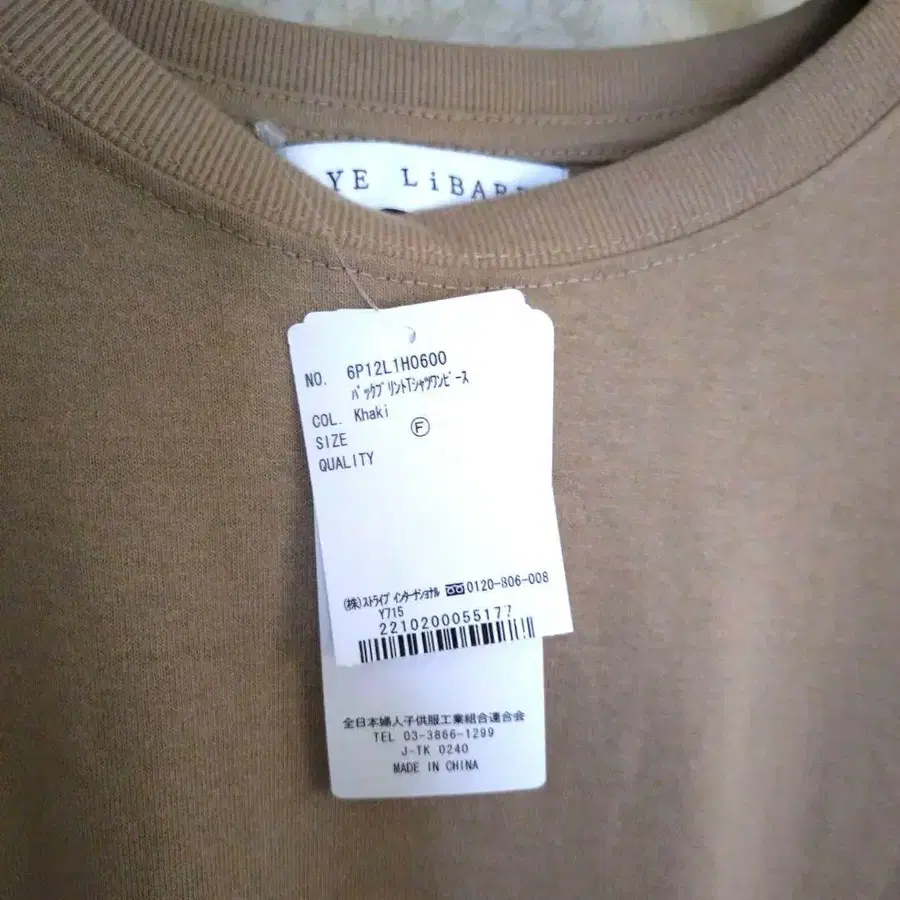 YE LiBAR
NO. 6P12L1H0600
ﾊﾞｯｸﾌﾟﾘﾝﾄTｼｬﾂﾜﾝﾋﾟｰｽ
COL. Khaki
SIZE Ⓕ
QUALITY
(株)ｽﾄﾗｲﾌﾟ ｲﾝﾀｰﾅｼｮﾅﾙ 0120-806-008
Y715
2210200055177
全日本婦人子供服工業組合連合会
TEL 03-3866-1299
J-TK 0240
MADE IN CHINA